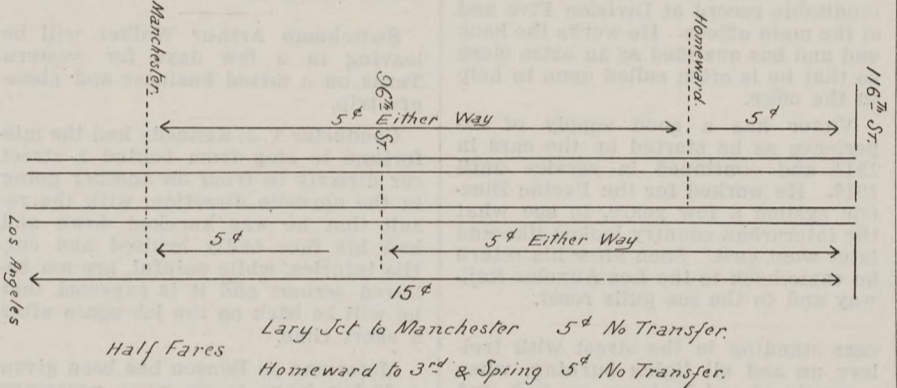 Manchester.
96th St.
Homeward.
116th St.
5¢ Either Way
5¢
Los Angeles
5¢
5¢ Either Way
15¢
Lary Jct to Manchester 5¢ No Transfer
Half Fares
Homeward to 3rd & Spring 5¢ No Transfer.